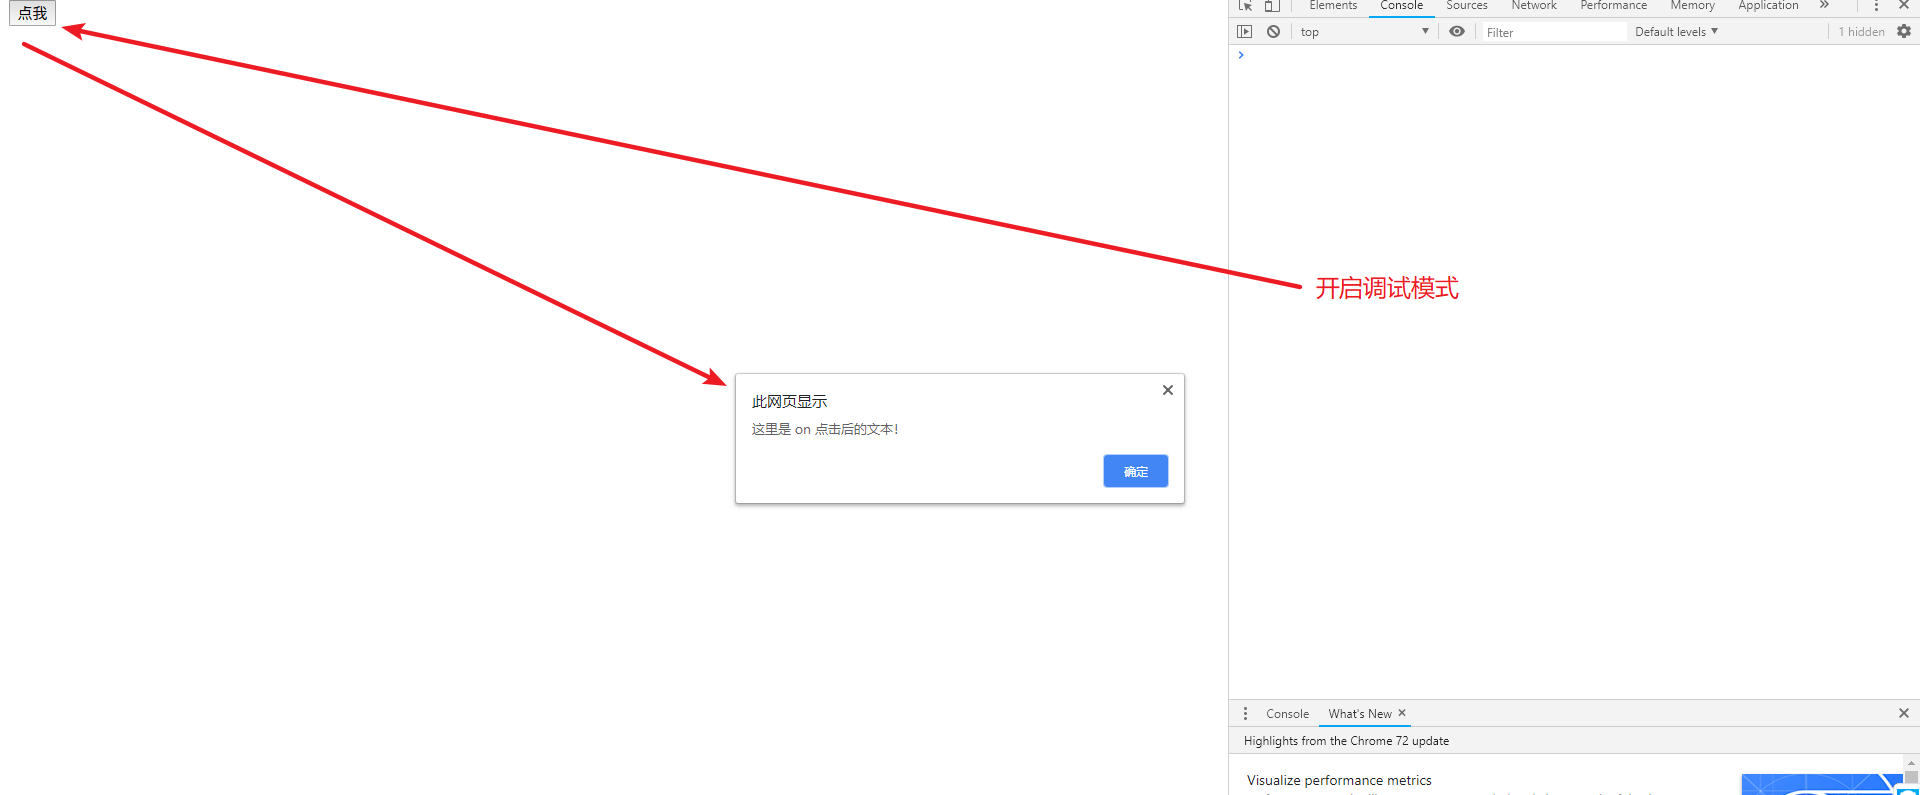 点我
Elements Console Sources Network Performance Memory Application
top Filter Default levels 1 hidden
开启调试模式
此网页显示
这里是 on 点击后的文本!
确定
Console What's New
Highlights from the Chrome 72 update
Visualize performance metrics